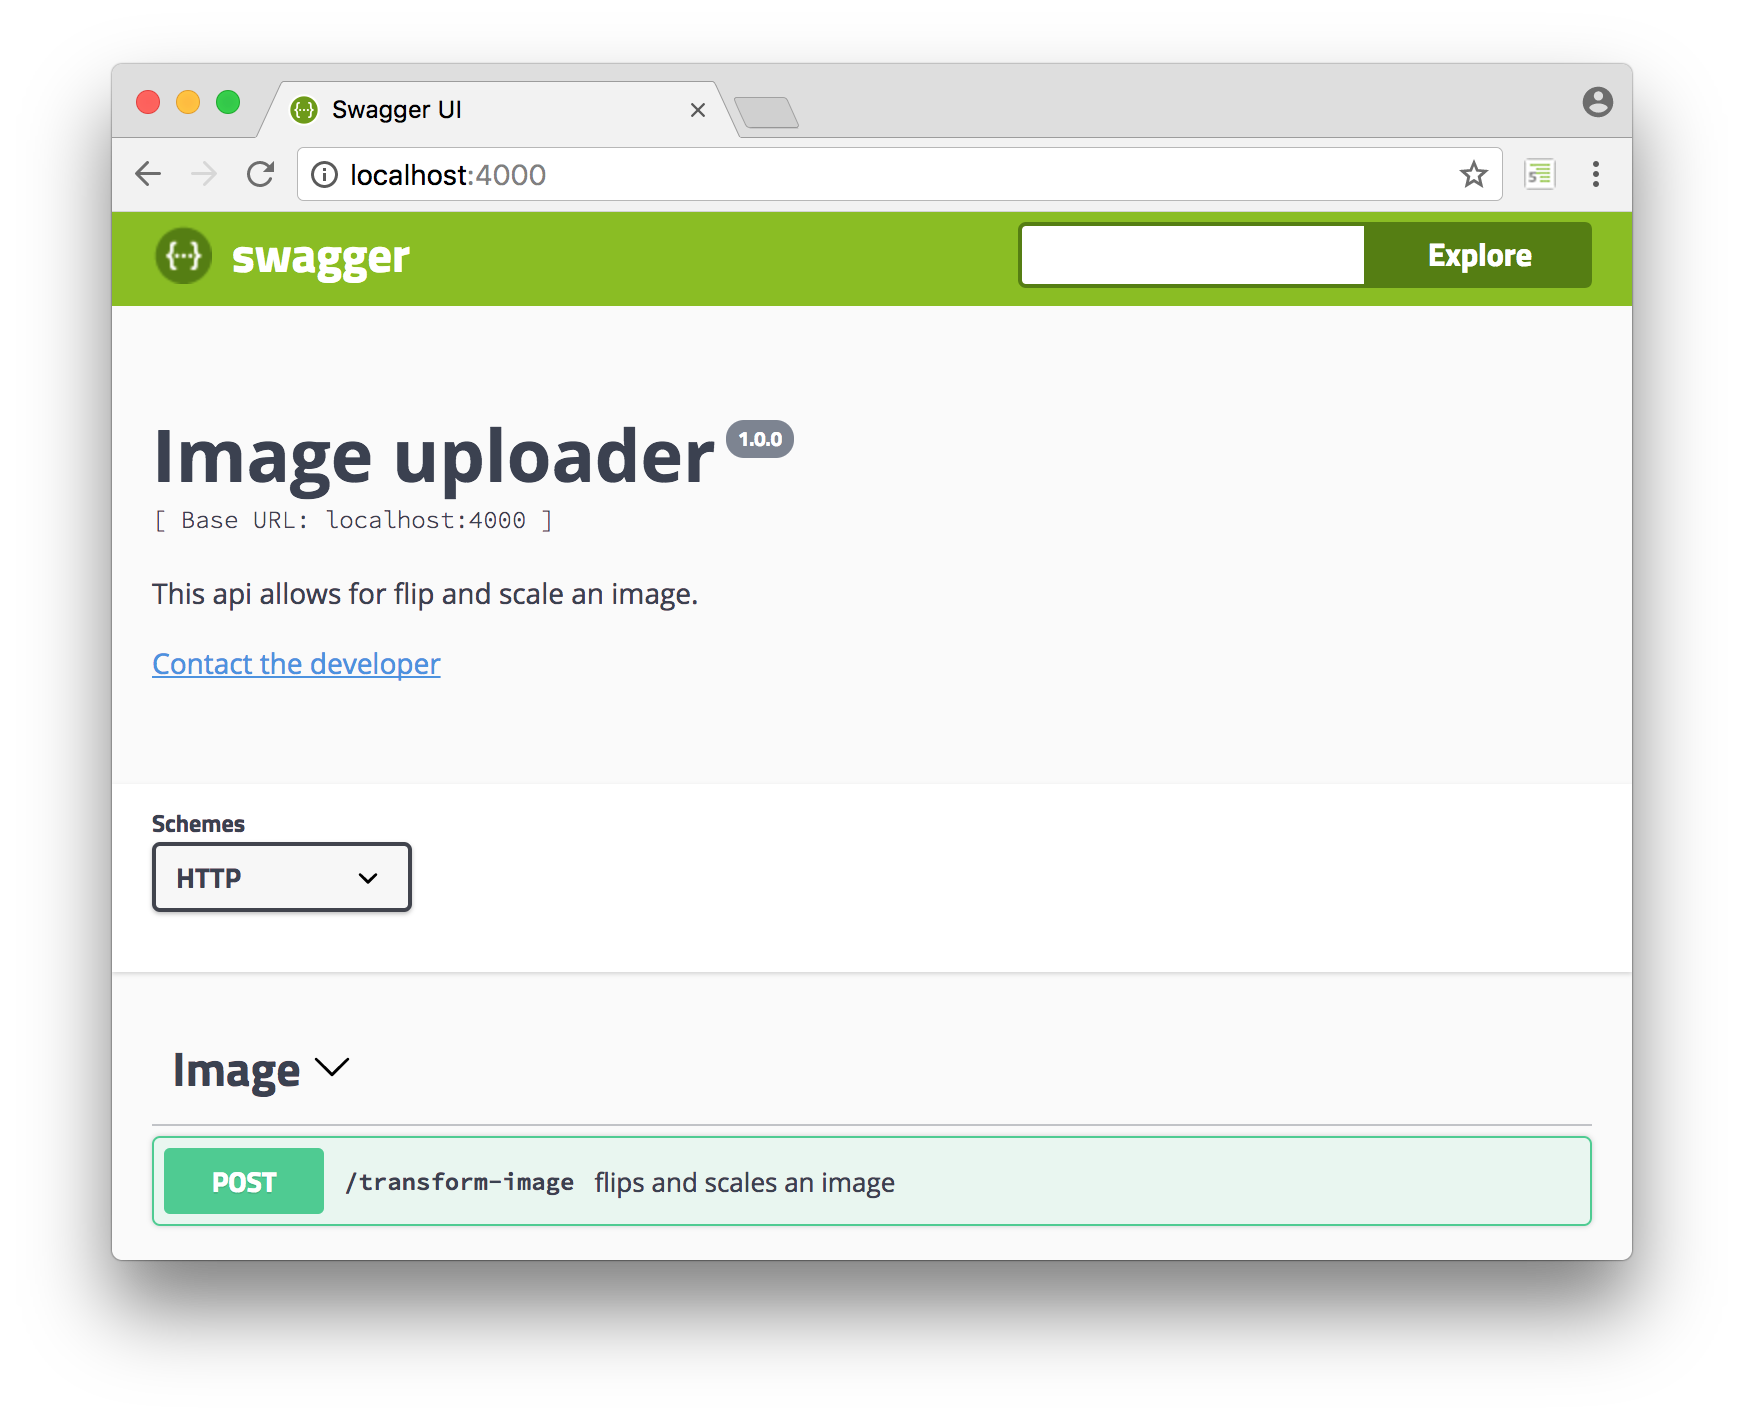 Swagger UI
localhost:4000
swagger
Explore
Image uploader 1.0.0
[ Base URL: localhost:4000 ]
This api allows for flip and scale an image.
Contact the developer
Schemes
HTTP
Image
POST /transform-image flips and scales an image